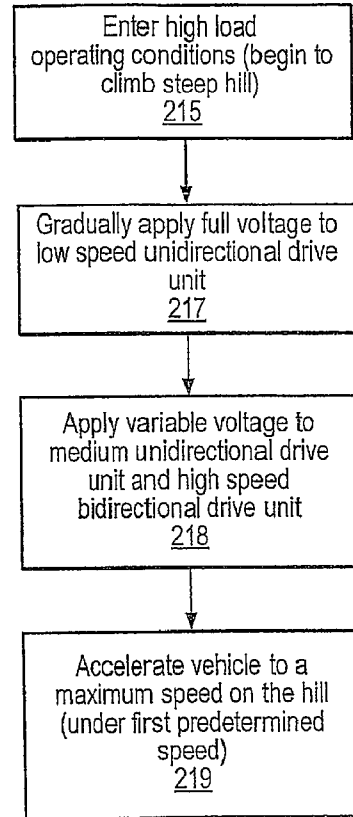 Enter high load
operating conditions (begin to
climb steep hill)
215
Gradually apply full voltage to
low speed unidirectional drive
unit
217
Apply variable voltage to
medium unidirectional drive
unit and high speed
bidirectional drive unit
218
Accelerate vehicle to a
maximum speed on the hill
(under first predetermined
speed)
219